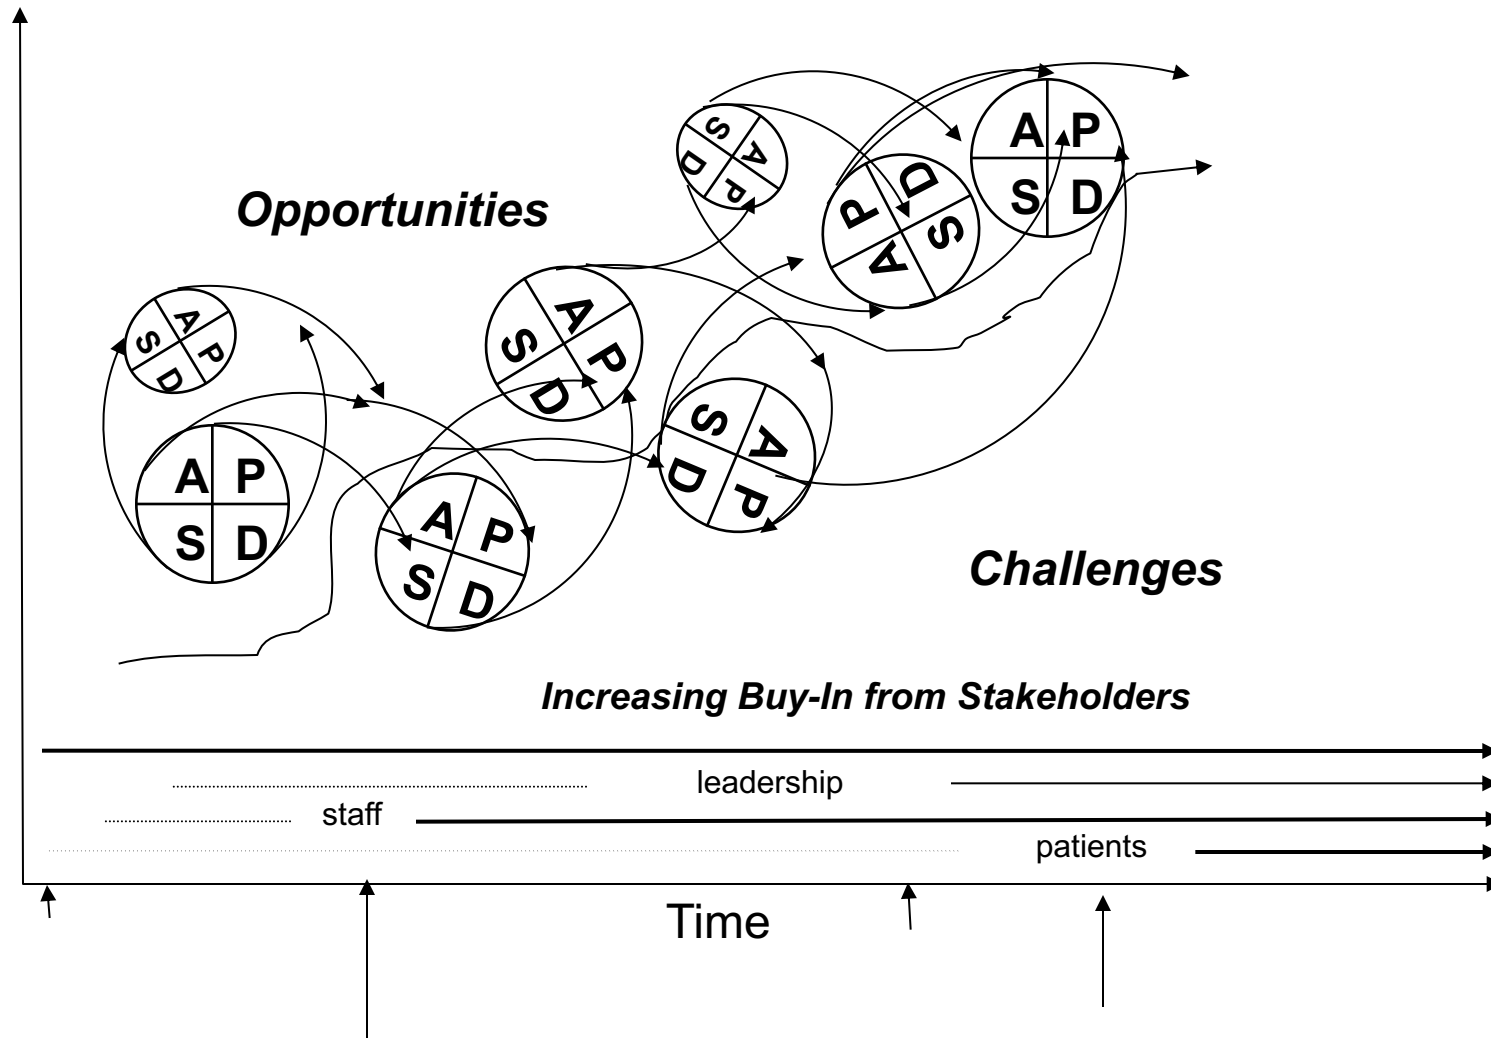 S A
D P
P D
A S
A P
S D
Opportunities
A P
S D
A P
S D
S A
D P
A P
S D
A P
S D
Challenges
Increasing Buy-In from Stakeholders
leadership
staff
patients
Time